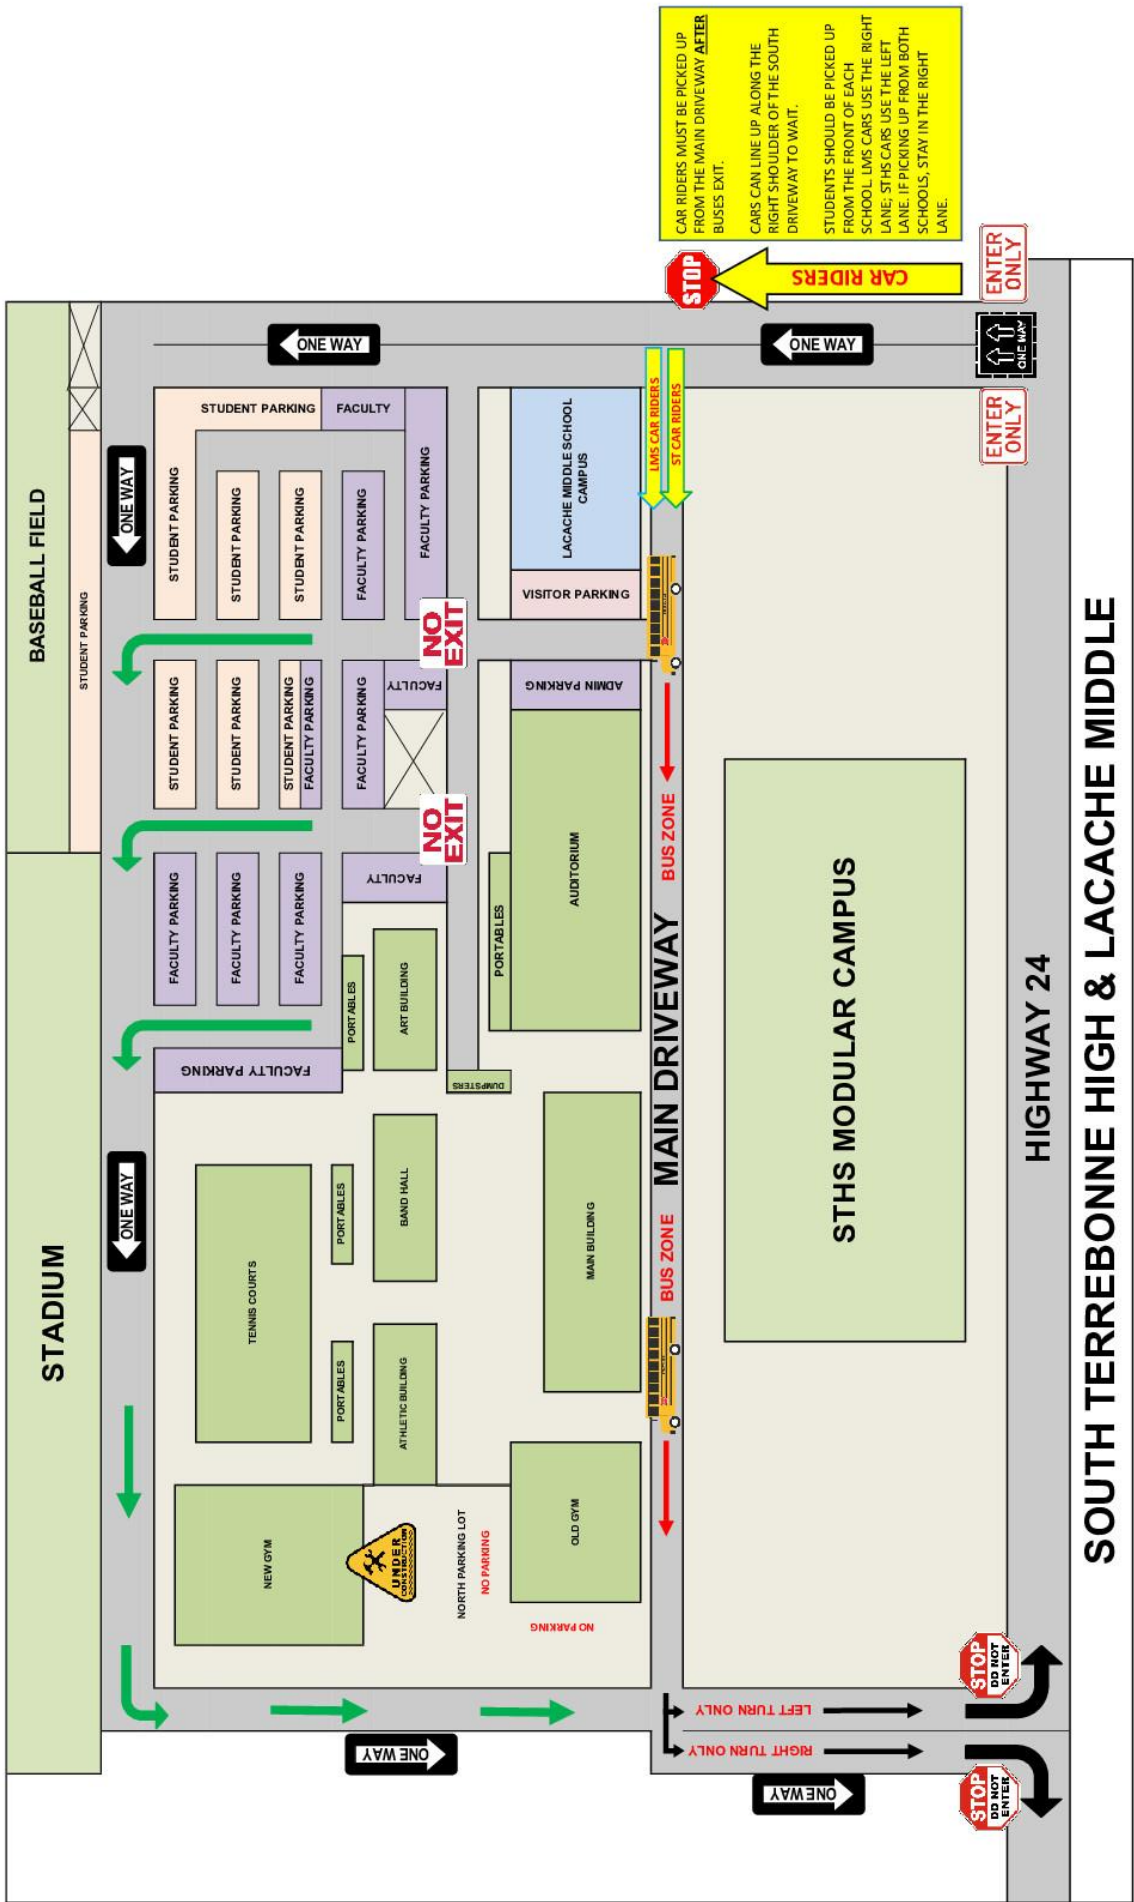 STADIUM
BASEBALL FIELD
STUDENT PARKING
ONE WAY
ONE WAY
FACULTY PARKING
STUDENT PARKING
STUDENT PARKING
STUDENT PARKING
TENNIS COURTS
FACULTY PARKING
FACULTY PARKING
STUDENT PARKING
STUDENT PARKING
NEW GYM
FACULTY PARKING
STUDENT PARKING
FACULTY PARKING
STUDENT PARKING
PORTABLES
PORTABLES
PORTABLES
FACULTY
FACULTY PARKING
FACULTY PARKING
FACULTY
ONE WAY
ONE WAY
UNDER
CONSTRUCTION
ATHLETIC BUILDING
BAND HALL
ART BUILDING
FACULTY
FACULTY PARKING
NO
EXIT
NO
EXIT
NORTH PARKING LOT
NO PARKING
DUMPSTERS
PORTABLES
NO PARKING
OLD GYM
MAIN BUILDING
AUDITORIUM
ADMIN PARKING
VISITOR PARKING
LACACHE MIDDLE SCHOOL
CAMPUS
BUS ZONE
MAIN DRIVEWAY
BUS ZONE
LMS CAR RIDERS
ST CAR RIDERS
STOP
CAR RIDERS
CAR RIDERS MUST BE PICKED UP
FROM THE MAIN DRIVEWAY AFTER
BUSES EXIT.
CARS CAN LINE UP ALONG THE
RIGHT SHOULDER OF THE SOUTH
DRIVEWAY TO WAIT.
STUDENTS SHOULD BE PICKED UP
FROM THE FRONT OF EACH
SCHOOL. LMS CARS USE THE RIGHT
LANE; STHS CARS USE THE LEFT
LANE. IF PICKING UP FROM BOTH
SCHOOLS, STAY IN THE RIGHT
LANE.
RIGHT TURN ONLY
LEFT TURN ONLY
ONE WAY
ONE WAY
STHS MODULAR CAMPUS
STOP
DO NOT
ENTER
STOP
DO NOT
ENTER
ENTER
ONLY
ONE WAY
ENTER
ONLY
HIGHWAY 24
SOUTH TERREBONNE HIGH & LACACHE MIDDLE